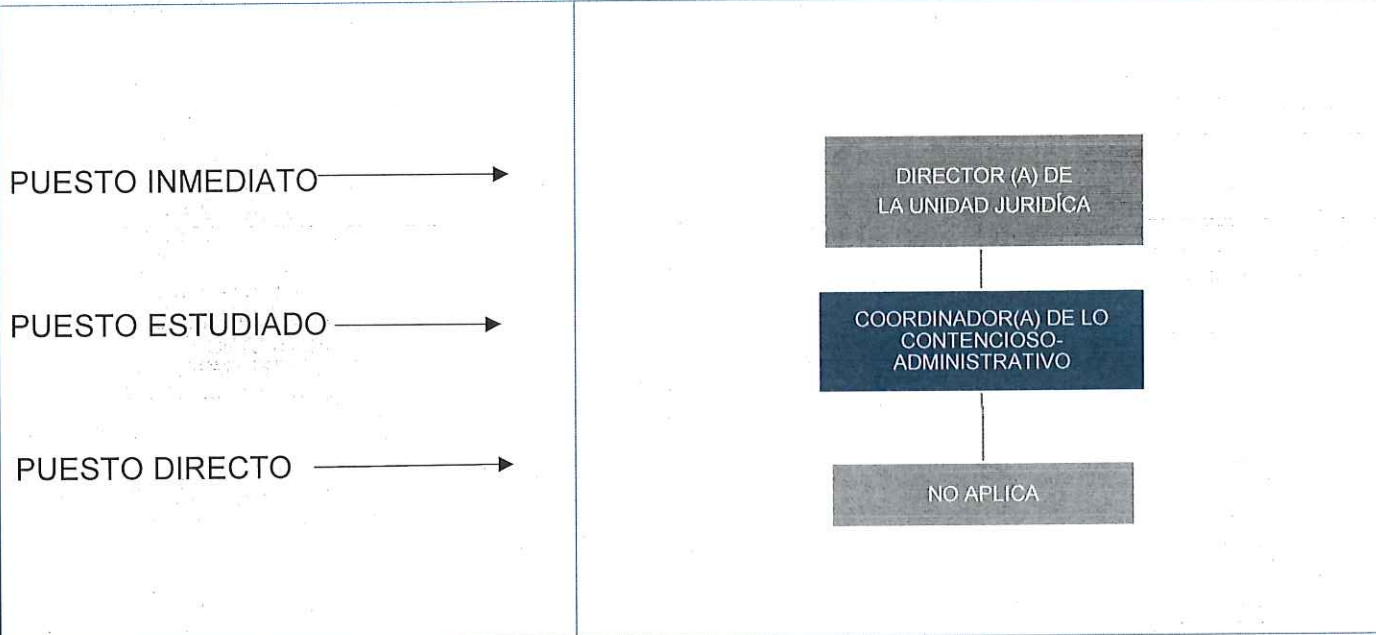 PUESTO INMEDIATO
DIRECTOR (A) DE
LA UNIDAD JURIDÍCA
PUESTO ESTUDIADO
COORDINADOR(A) DE LO
CONTENCIOSO-
ADMINISTRATIVO
PUESTO DIRECTO
NO APLICA